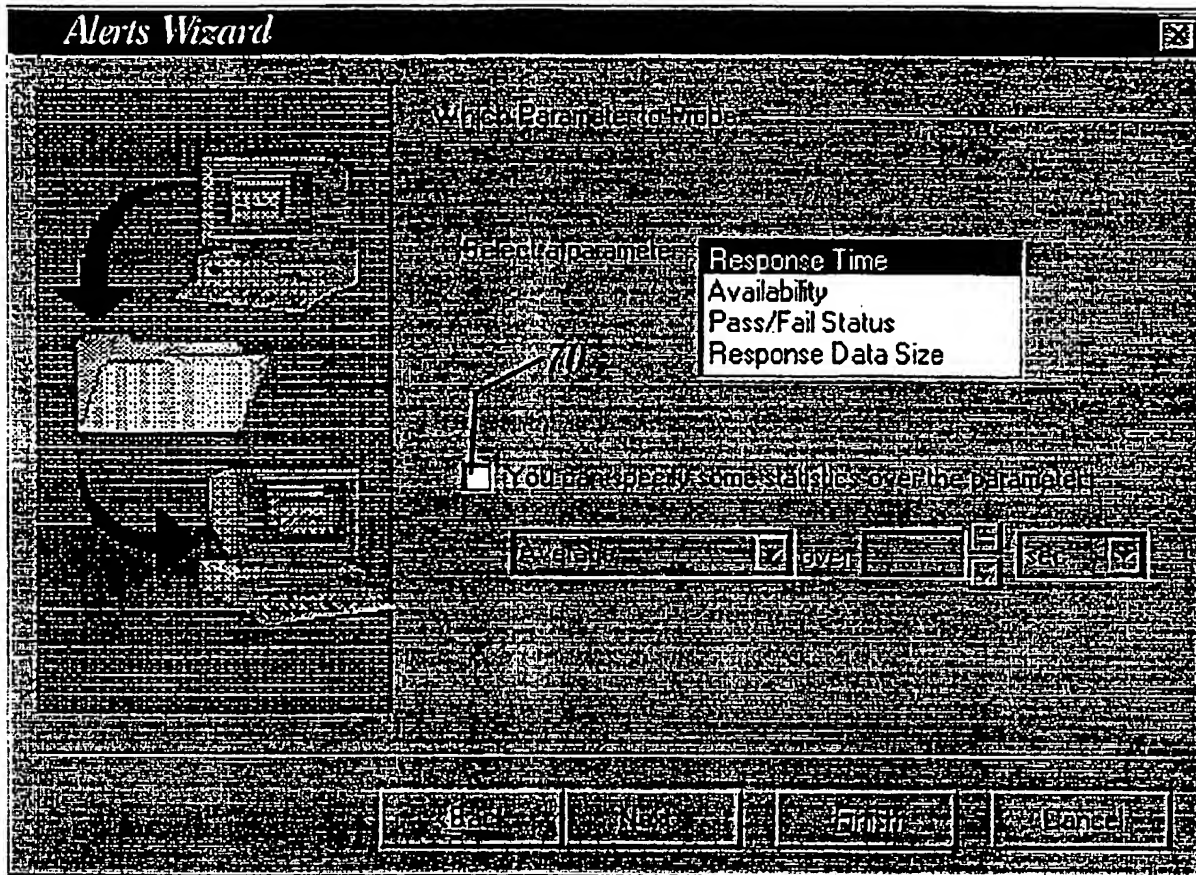 Alerts Wizard
Which Parameter to Probe
Select a parameter:
Response Time
Availability
Pass/Fail Status
Response Data Size
70
You can specify some statistics over the parameter:
Average over sec
Back Next Finish Cancel